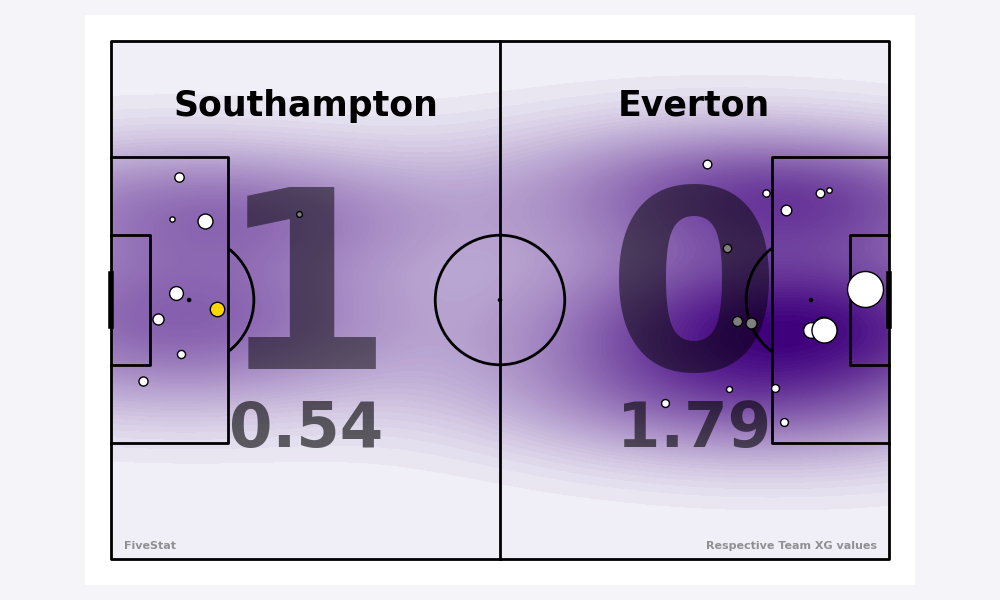 Southampton
Everton
1
0
0.54
1.79
FiveStat
Respective Team XG values